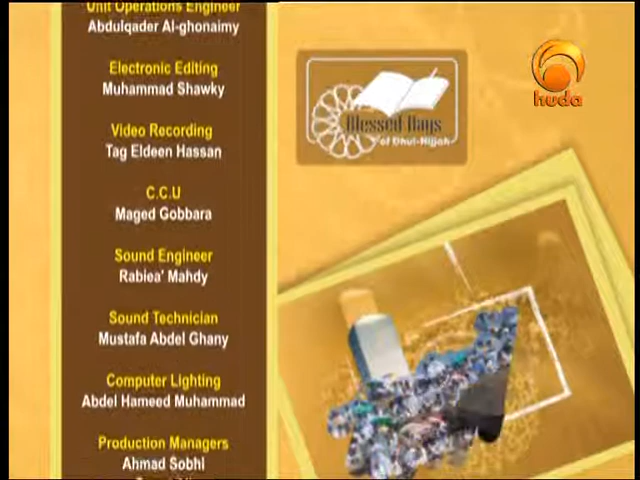 Unit Operations Engineer
Abdulqader Al-ghonaimy
Electronic Editing
Muhammad Shawky
Video Recording
Tag Eldeen Hassan
C.C.U
Maged Gobbara
Sound Engineer
Rabiea' Mahdy
Sound Technician
Mustafa Abdel Ghany
Computer Lighting
Abdel Hameed Muhammad
Production Managers
Ahmad Sobhi
Blessed Days
of Dhul-Hijjah
huda